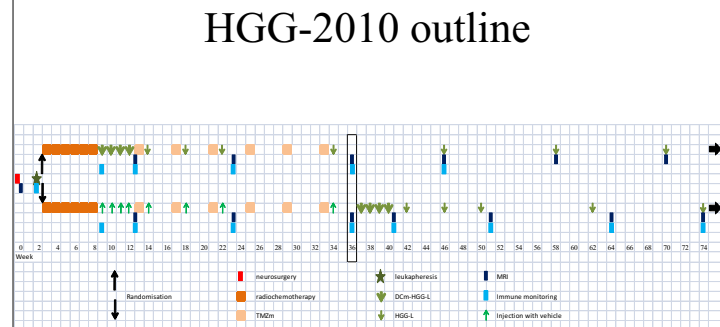 HGG-2010 outline
0 2 4 6 8 10 12 14 16 18 20 22 24 26 28 30 32 34 36 38 40 42 44 46 48 50 52 54 56 58 60 62 64 66 68 70 72 74
Week
neurosurgery leukapheresis MRI
Randomisation radiochemotherapy DCm-HGG-L Immune monitoring
TMZm HGG-L Injection with vehicle